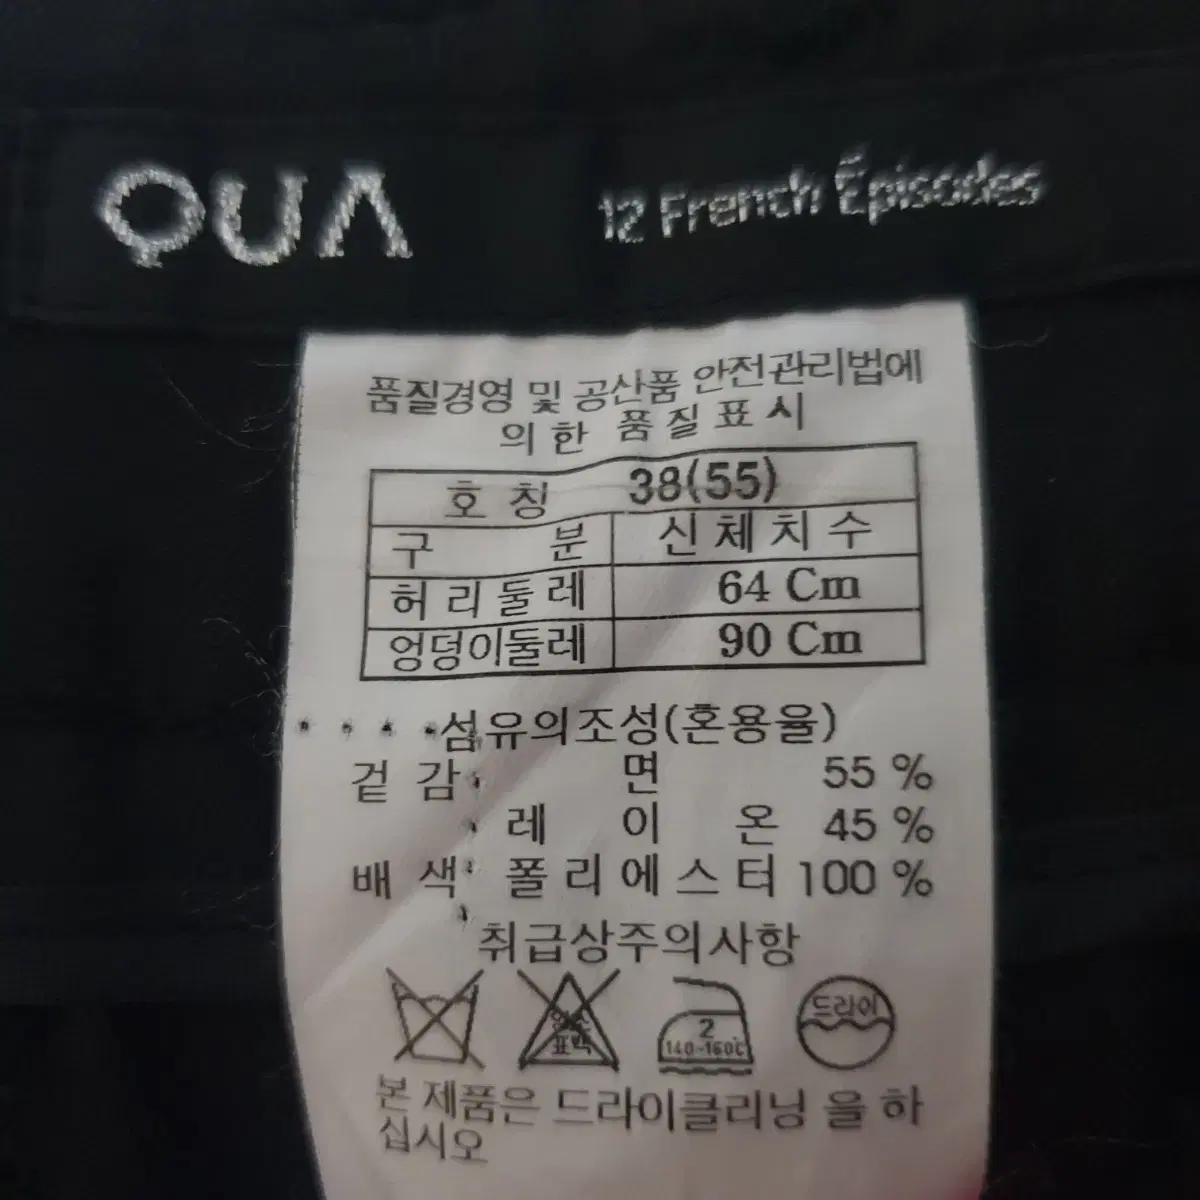 QUA
12 French Épisodes
품질경영 및 공산품 안전관리법에
의한 품질표시
호 칭 38(55)
구 분 신체치수
허리둘레 64 Cm
엉덩이둘레 90 Cm
섬유의조성(혼용율)
겉 감 면 55 %
레 이 온 45 %
배 색 폴리에스터 100 %
취급상주의사항
표백
2
140~160℃
드라이
본 제품은 드라이클리닝 을 하
십시오